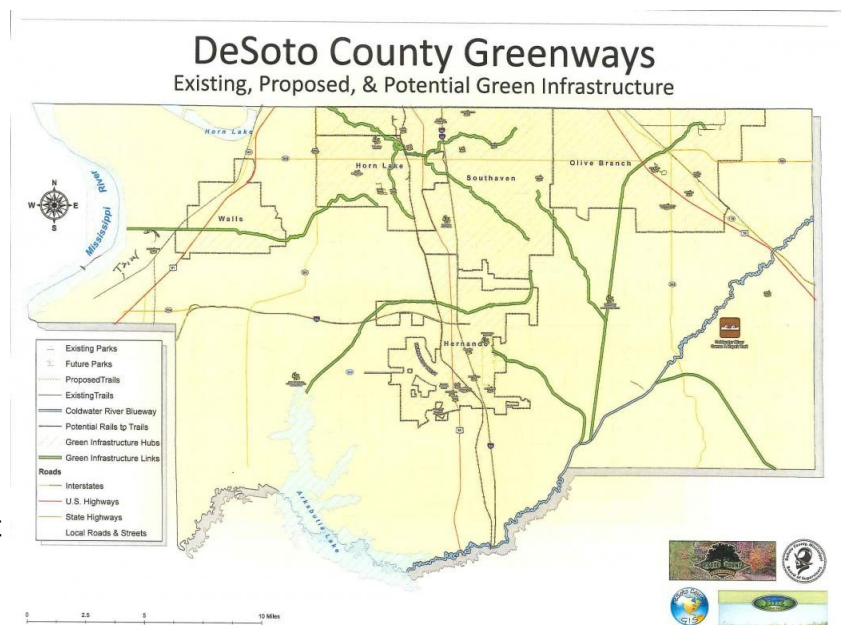 DeSoto County Greenways
Existing, Proposed, & Potential Green Infrastructure
Horn Lake
Mississippi River
N
W
E
S
Horn Lake
Southaven
Olive Branch
Walls
Hernando
Arkabutla Lake
Existing Parks
Future Parks
ProposedTrails
ExistingTrails
Coldwater River Blueway
Potential Rails tp Trails
Green Infrastructure Hubs
Green Infrastructure Links
Roads
Interstates
U.S. Highways
State Highways
Local Roads & Streets
0 2.5 5 10 Miles
GIS